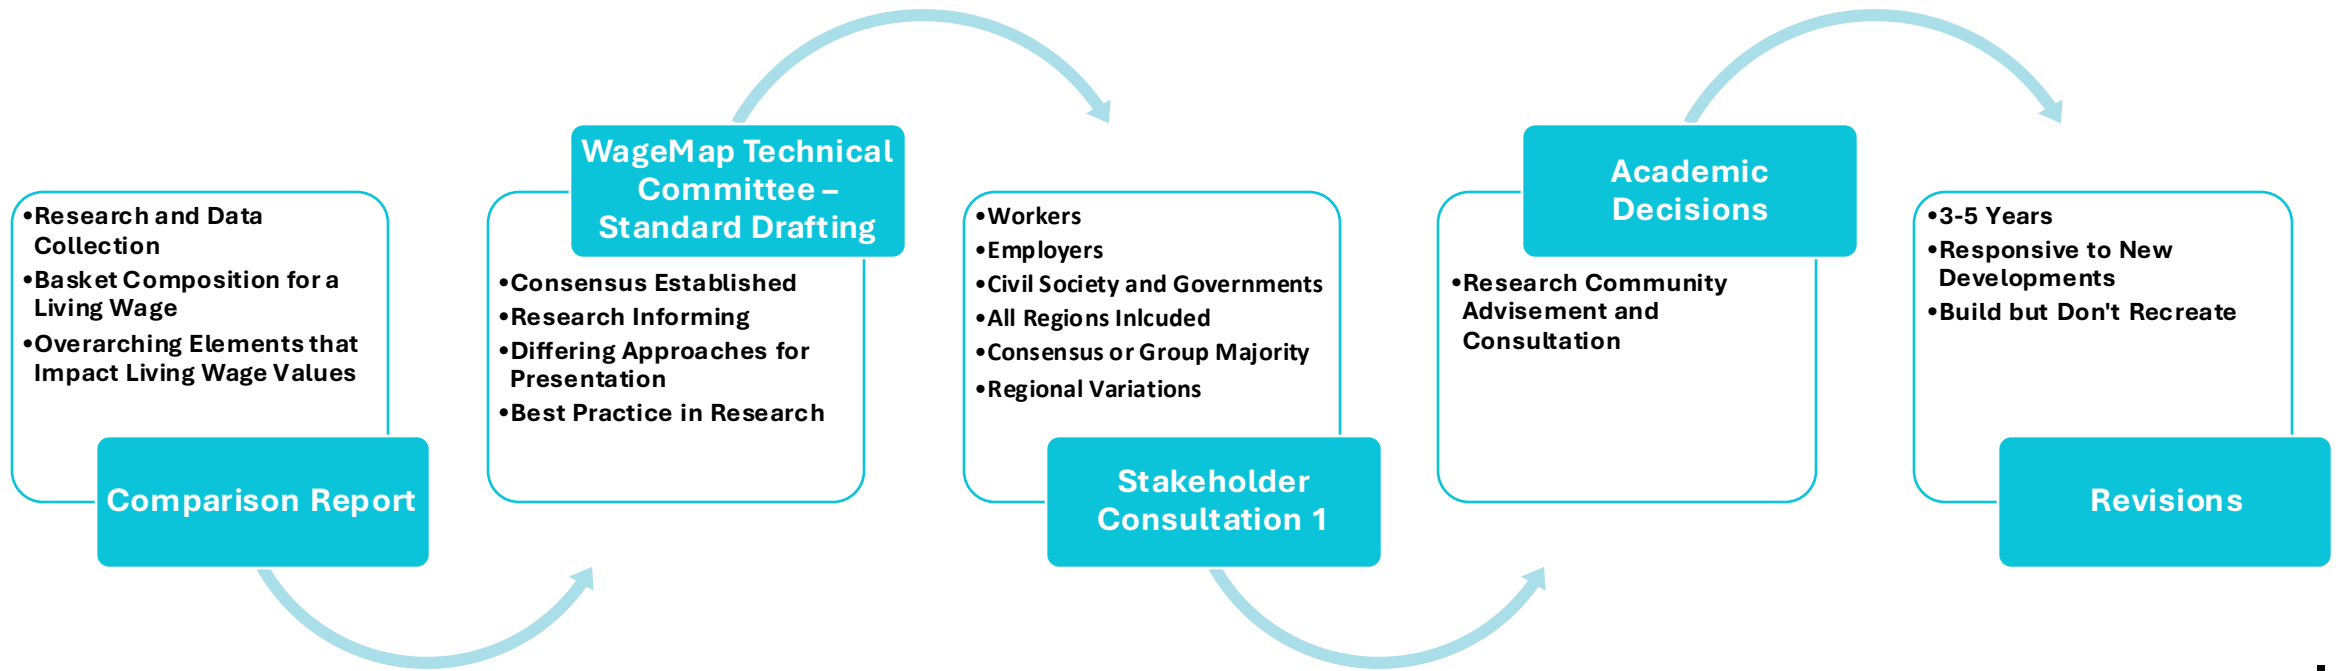 •Research and Data
Collection
•Basket Composition for a
Living Wage
•Overarching Elements that
Impact Living Wage Values
Comparison Report
WageMap Technical
Committee –
Standard Drafting
•Consensus Established
•Research Informing
•Differing Approaches for
Presentation
•Best Practice in Research
•Workers
•Employers
•Civil Society and Governments
•All Regions Inlcuded
•Consensus or Group Majority
•Regional Variations
Stakeholder
Consultation 1
Academic
Decisions
•Research Community
Advisement and
Consultation
•3-5 Years
•Responsive to New
Developments
•Build but Don't Recreate
Revisions